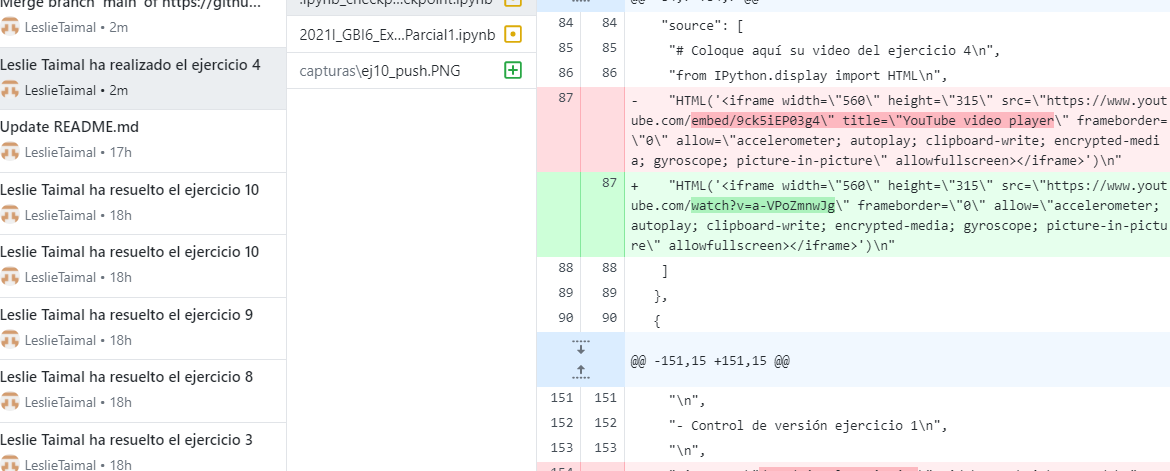 Merge branch 'main' of https://githu...
LeslieTaimal • 2m
Leslie Taimal ha realizado el ejercicio 4
LeslieTaimal • 2m
Update README.md
LeslieTaimal • 17h
Leslie Taimal ha resuelto el ejercicio 10
LeslieTaimal • 18h
Leslie Taimal ha resuelto el ejercicio 10
LeslieTaimal • 18h
Leslie Taimal ha resuelto el ejercicio 9
LeslieTaimal • 18h
Leslie Taimal ha resuelto el ejercicio 8
LeslieTaimal • 18h
Leslie Taimal ha resuelto el ejercicio 3
LeslieTaimal • 18h
.ipynb_checkp...ckpoint.ipynb
2021I_GBI6_Ex...Parcial1.ipynb
capturas\ej10_push.PNG
84 84 "source": [
85 85 "# Coloque aquí su video del ejercicio 4\n",
86 86 "from IPython.display import HTML\n",
87 - "HTML('<iframe width=\"560\" height=\"315\" src=\"https://www.yout
ube.com/embed/9ck5iEP03g4\" title=\"YouTube video player\" frameborder=
\"0\" allow=\"accelerometer; autoplay; clipboard-write; encrypted-medi
a; gyroscope; picture-in-picture\" allowfullscreen></iframe>')\n"
87 + "HTML('<iframe width=\"560\" height=\"315\" src=\"https://www.yout
ube.com/watch?v=a-VPoZmnwJg\" frameborder=\"0\" allow=\"accelerometer;
autoplay; clipboard-write; encrypted-media; gyroscope; picture-in-pictu
re\" allowfullscreen></iframe>')\n"
88 88 ]
89 89 },
90 90 {
@@ -151,15 +151,15 @@
151 151 "\n",
152 152 "- Control de versión ejercicio 1\n",
153 153 "\n",